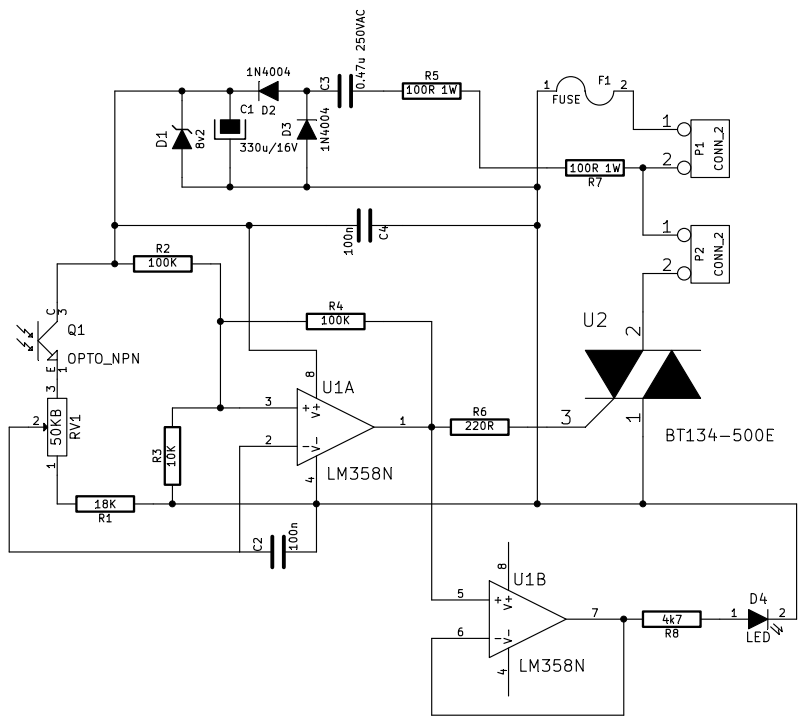 0.47u 250VAC
C3
1N4004
D2
R5
100R 1W
1
F1
2
FUSE
C1
330u/16V
D1
8v2
D3
1N4004
1
2
P1
CONN_2
100R 1W
R7
100n
C4
1
2
P2
CONN_2
R2
100K
R4
100K
C
3
Q1
OPTO_NPN
E
1
U2
2
3
1
BT134-500E
8
U1A
3
+
V+
2
-
V-
1
4
LM358N
R6
220R
3
2
50KB
RV1
1
R3
10K
18K
R1
C2
100n
8
U1B
5
+
V+
6
-
V-
7
4
LM358N
4k7
R8
D4
1
2
LED